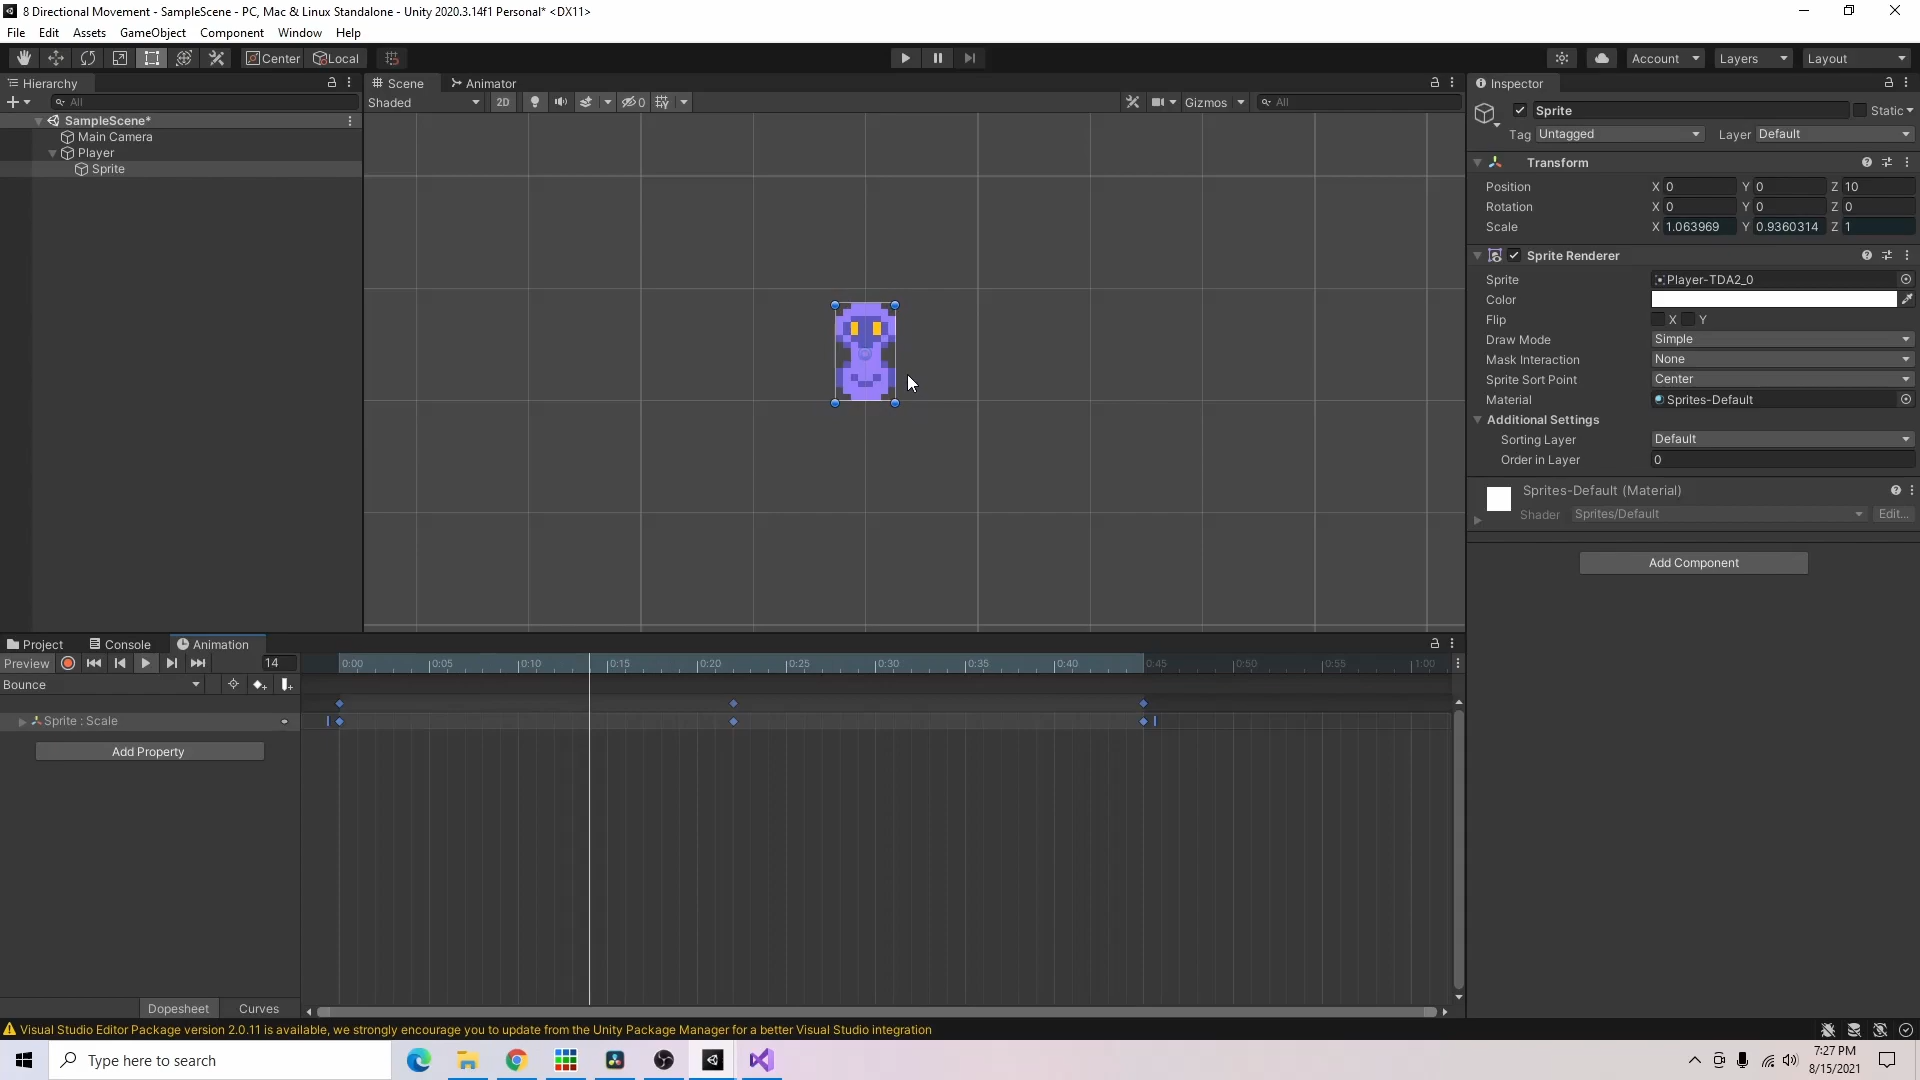 8 Directional Movement - SampleScene - PC, Mac & Linux Standalone - Unity 2020.3.14f1 Personal* <DX11>
File Edit Assets GameObject Component Window Help
Center Local Account Layers Layout
Hierarchy
All
SampleScene*
Main Camera
Player
Sprite
Scene Animator
Shaded 2D 0 Gizmos All
Inspector
Sprite Static
Tag Untagged Layer Default
Transform
Position X 0 Y 0 Z 10
Rotation X 0 Y 0 Z 0
Scale X 1.063969 Y 0.9360314 Z 1
Sprite Renderer
Sprite Player-TDA2_0
Color
Flip X Y
Draw Mode Simple
Mask Interaction None
Sprite Sort Point Center
Material Sprites-Default
Additional Settings
Sorting Layer Default
Order in Layer 0
Sprites-Default (Material)
Shader Sprites/Default Edit...
Add Component
Project Console Animation
Preview 14 0:00 0:05 0:10 0:15 0:20 0:25 0:30 0:35 0:40 0:45 0:50 0:55 1:00
Bounce
Sprite : Scale
Add Property
Dopesheet Curves
Visual Studio Editor Package version 2.0.11 is available, we strongly encourage you to update from the Unity Package Manager for a better Visual Studio integration
Type here to search
7:27 PM
8/15/2021